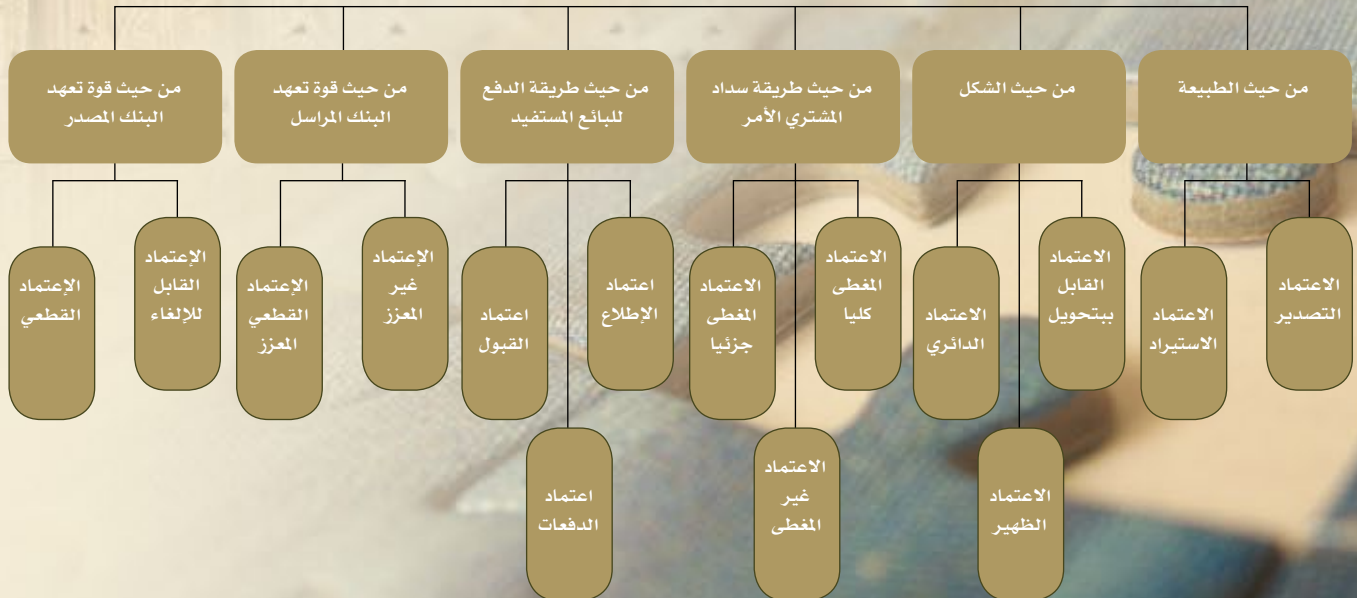 من حيث الطبيعة
من حيث الشكل
من حيث طريقة سداد
المشتري الأمر
من حيث طريقة الدفع
للبائع المستفيد
من حيث قوة تعهد
البنك المراسل
من حيث قوة تعهد
البنك المصدر
الاعتماد
التصدير
الاعتماد
الاستيراد
الاعتماد
القابل
ببتحويل
الاعتماد
الدائري
الاعتماد
الظهير
الاعتماد
المغطى
كليا
الاعتماد
المغطى
جزئيا
الاعتماد
غير
المغطى
اعتماد
الإطلاع
اعتماد
القبول
اعتماد
الدفعات
الإعتماد
غير
المعزز
الإعتماد
القطعي
المعزز
الإعتماد
القابل
للإلغاء
الإعتماد
القطعي